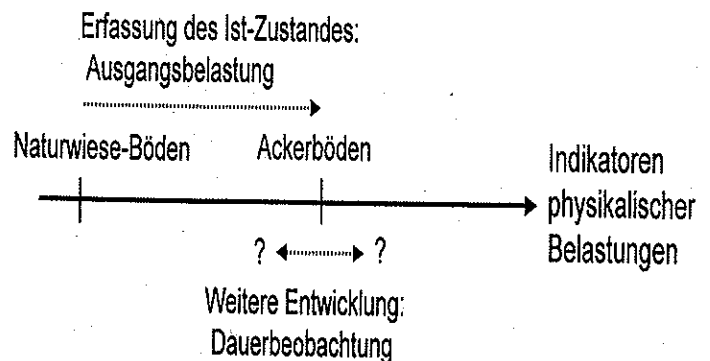 Erfassung des Ist-Zustandes:
Ausgangsbelastung
Naturwiese-Böden
Ackerböden
Indikatoren
physikalischer
Belastungen
? ?
Weitere Entwicklung:
Dauerbeobachtung